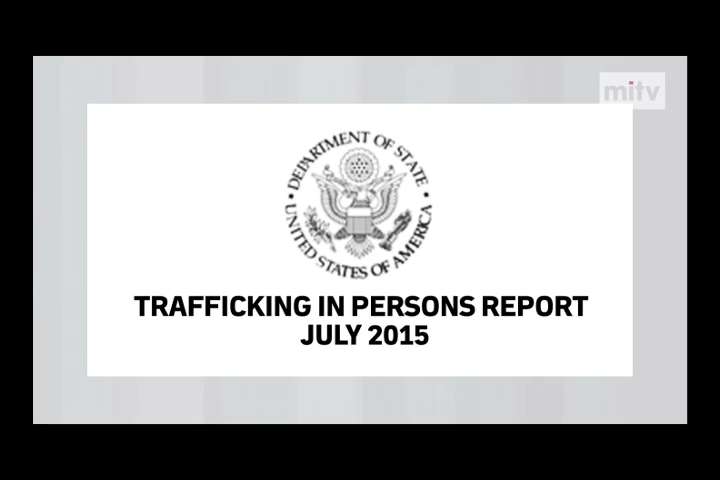 mitv
DEPARTMENT OF STATE
UNITED STATES OF AMERICA
TRAFFICKING IN PERSONS REPORT
JULY 2015